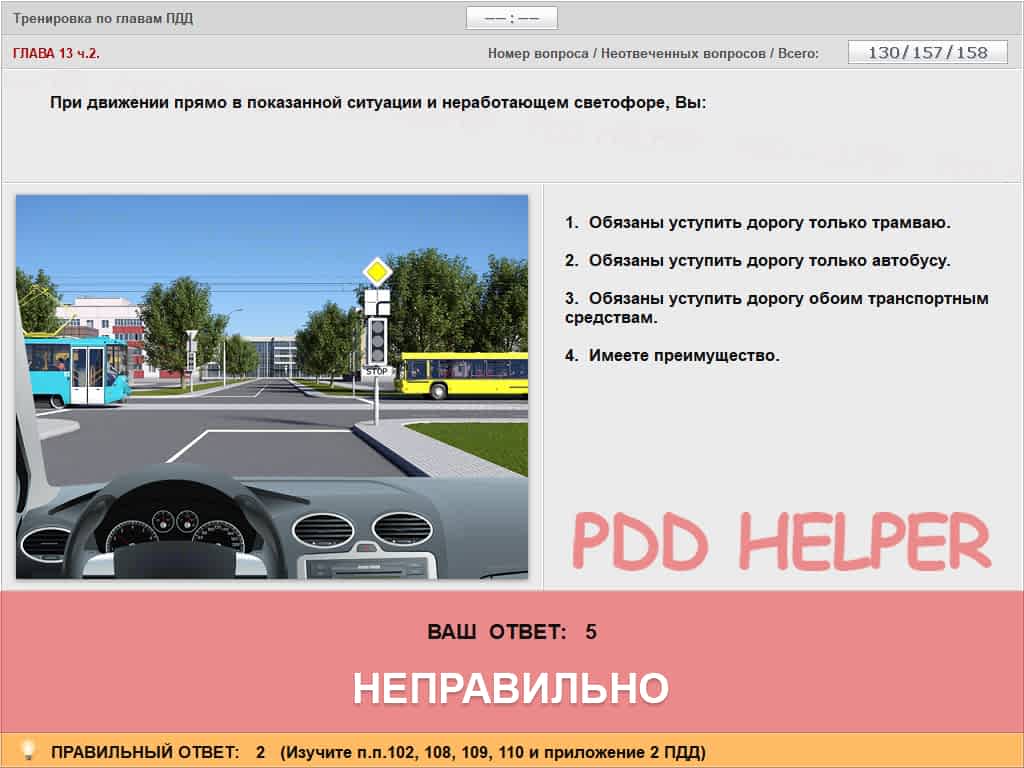 Тренировка по главам ПДД
—— : ——
ГЛАВА 13 ч.2.
Номер вопроса / Неотвеченных вопросов / Всего:
130/157/158
При движении прямо в показанной ситуации и неработающем светофоре, Вы:
1. Обязаны уступить дорогу только трамваю.
2. Обязаны уступить дорогу только автобусу.
3. Обязаны уступить дорогу обоим транспортным
средствам.
4. Имеете преимущество.
STOP
PDD HELPER
ВАШ ОТВЕТ: 5
НЕПРАВИЛЬНО
ПРАВИЛЬНЫЙ ОТВЕТ: 2 (Изучите п.п.102, 108, 109, 110 и приложение 2 ПДД)